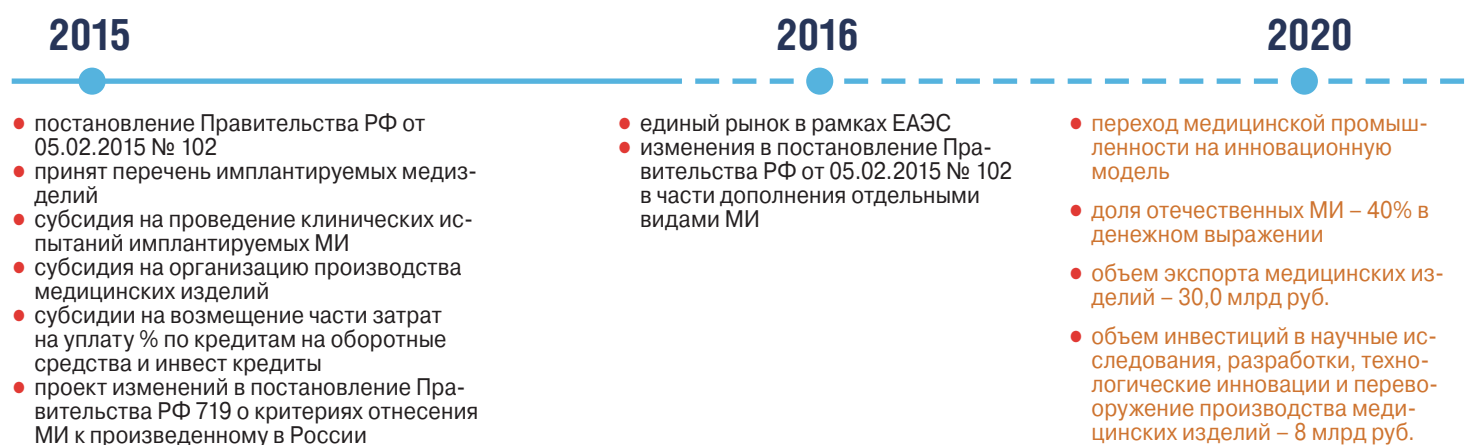 2015
постановление Правительства РФ от
05.02.2015 № 102
принят перечень имплантируемых медиз-
делий
субсидия на проведение клинических ис-
пытаний имплантируемых МИ
субсидия на организацию производства
медицинских изделий
субсидии на возмещение части затрат
на уплату % по кредитам на оборотные
средства и инвест кредиты
проект изменений в постановление Пра-
вительства РФ 719 о критериях отнесения
МИ к произведенному в России
2016
единый рынок в рамках ЕАЭС
изменения в постановление Пра-
вительства РФ от 05.02.2015 № 102
в части дополнения отдельными
видами МИ
2020
переход медицинской промыш-
ленности на инновационную
модель
доля отечественных МИ – 40% в
денежном выражении
объем экспорта медицинских из-
делий – 30,0 млрд руб.
объем инвестиций в научные ис-
следования, разработки, техно-
логические инновации и перево-
оружение производства меди-
цинских изделий – 8 млрд руб.